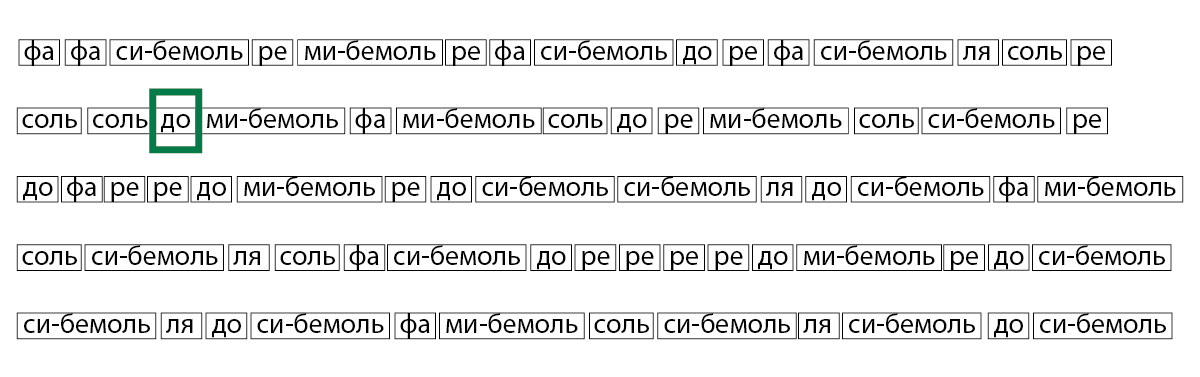 фа фа си-бемоль ре ми-бемоль ре фа си-бемоль до ре фа си-бемоль ля соль ре
соль соль до ми-бемоль фа ми-бемоль соль до ре ми-бемоль соль си-бемоль ре
до фа ре ре до ми-бемоль ре до си-бемоль си-бемоль ля до си-бемоль фа ми-бемоль
соль си-бемоль ля соль фа си-бемоль до ре ре ре ре до ми-бемоль ре до си-бемоль
си-бемоль ля до си-бемоль фа ми-бемоль соль си-бемоль ля си-бемоль до си-бемоль